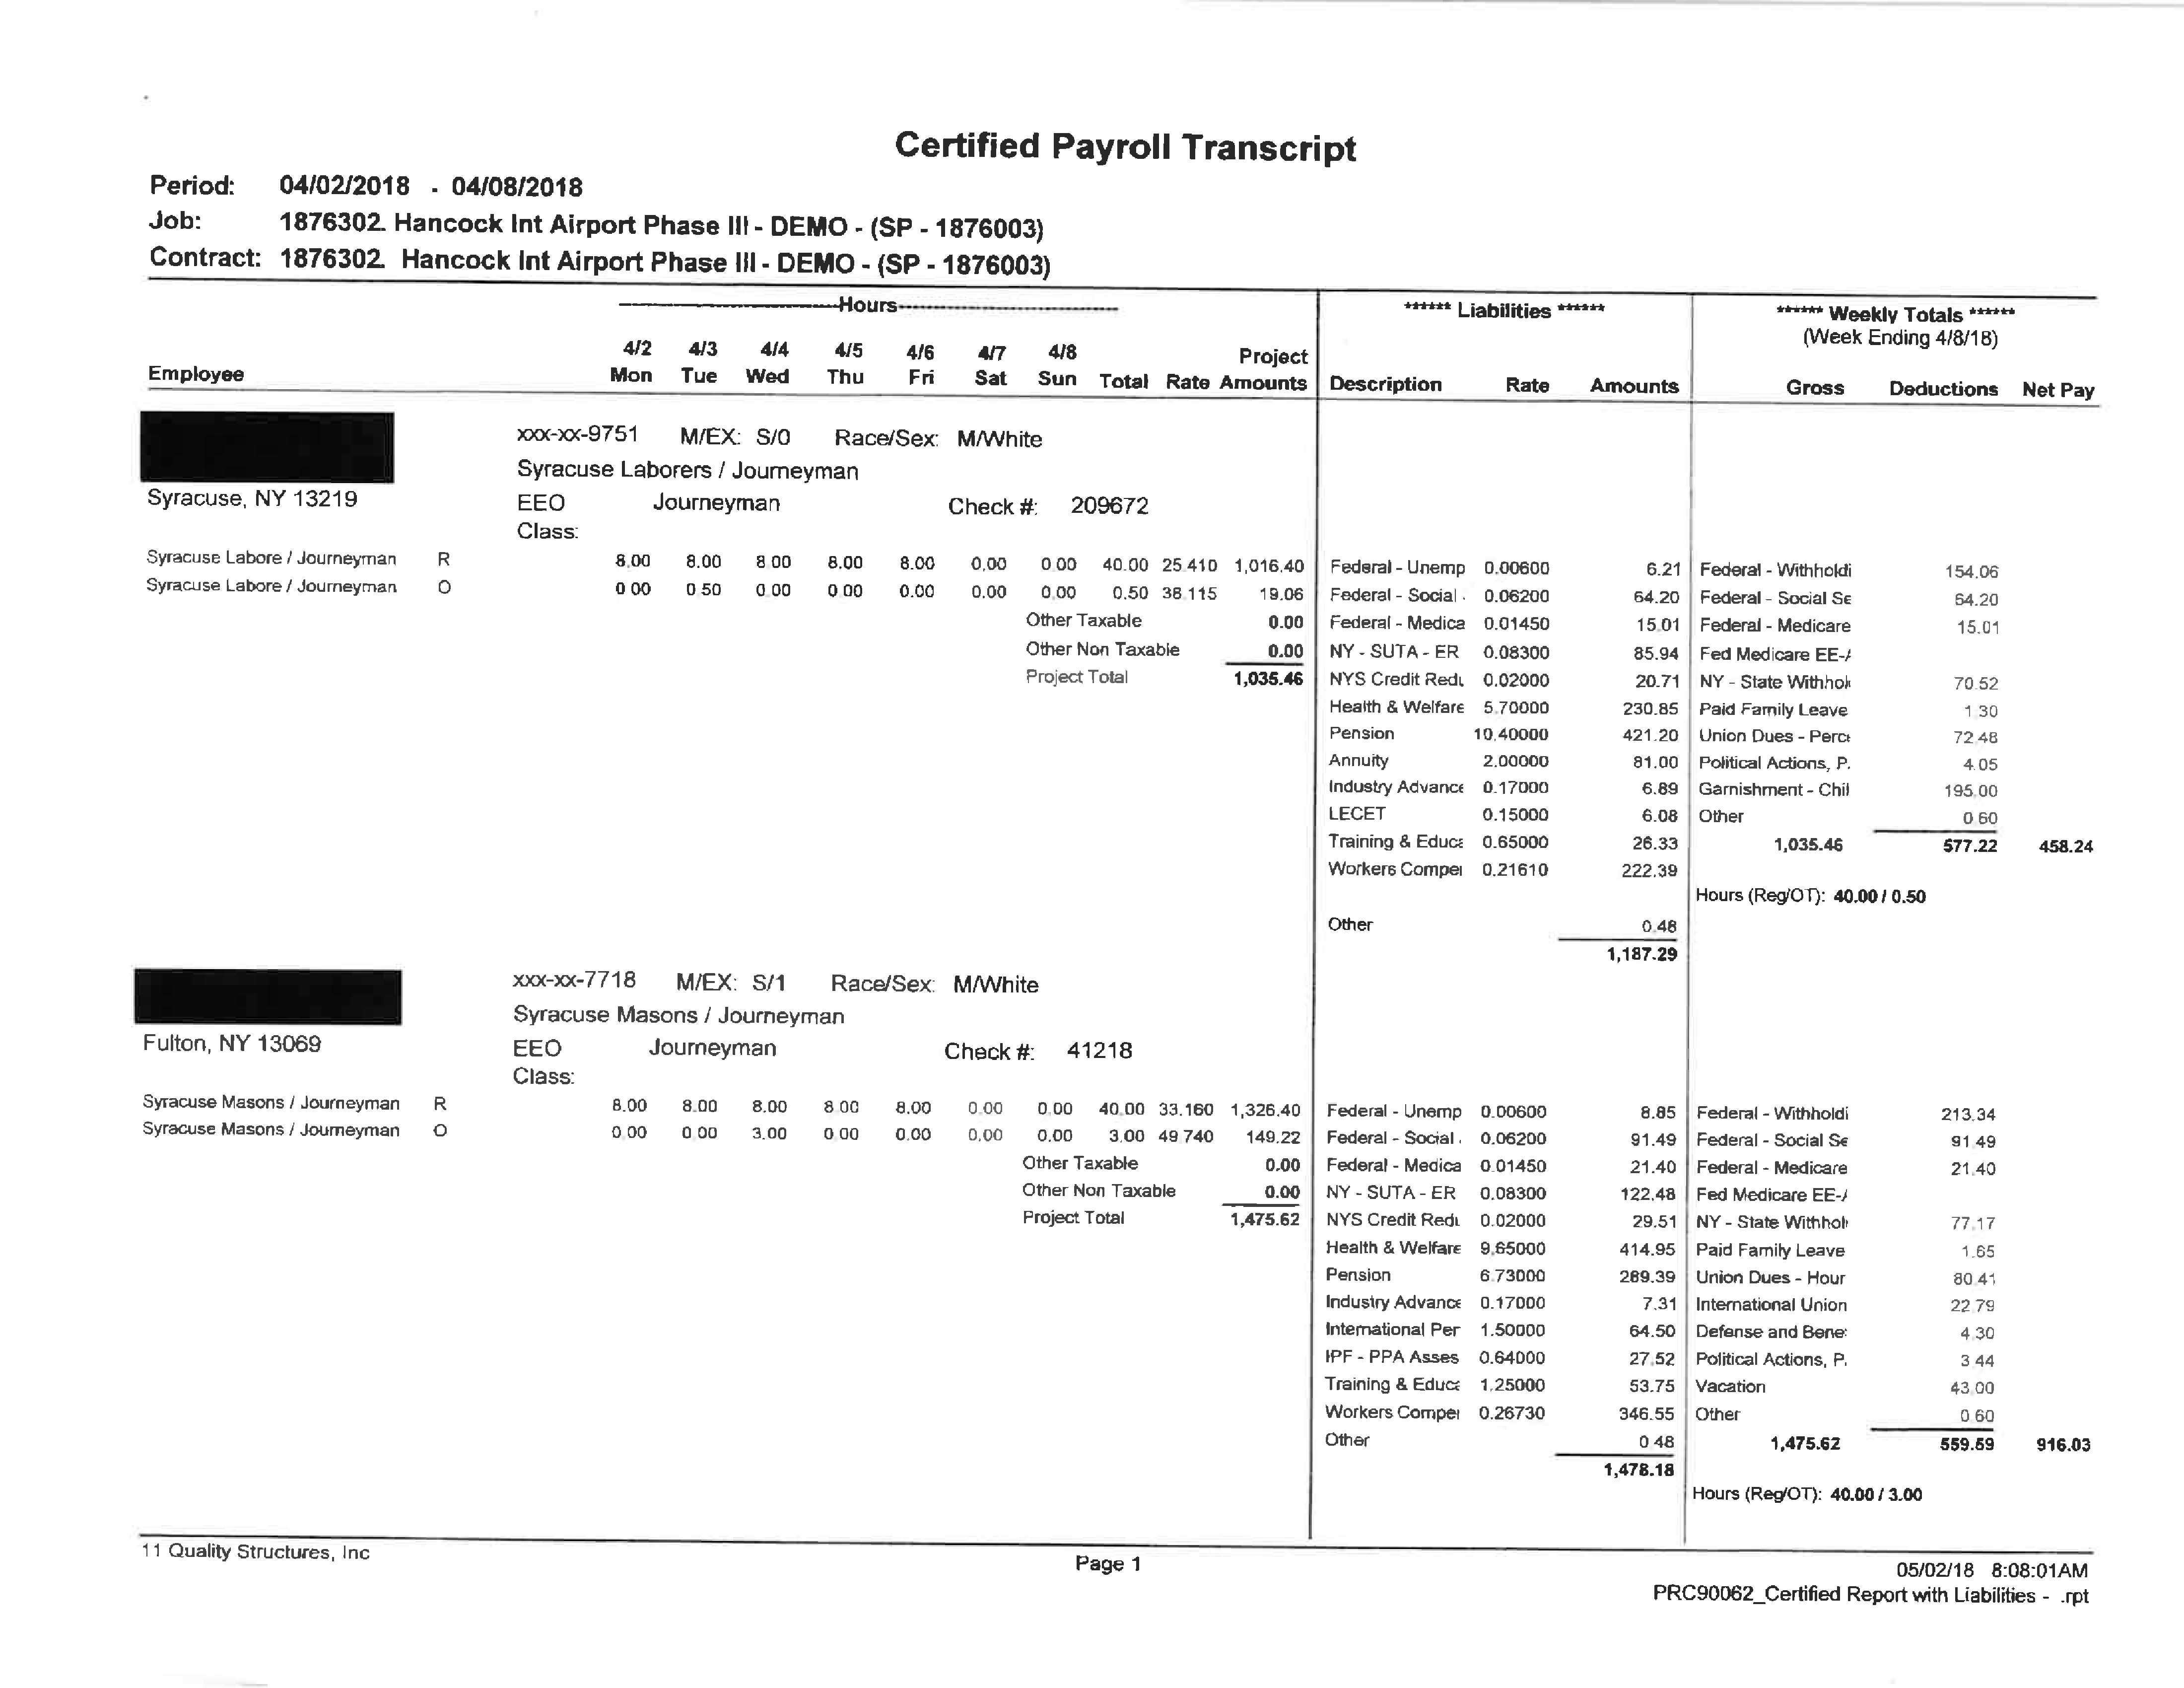 Certified Payroll Transcript
Period: 04/02/2018 - 04/08/2018
Job: 1876302. Hancock Int Airport Phase III - DEMO - (SP - 1876003)
Contract: 1876302. Hancock Int Airport Phase III - DEMO - (SP - 1876003)
Hours ****** Liabilities ****** ****** Weekly Totals ******
(Week Ending 4/8/18)
4/2 4/3 4/4 4/5 4/6 4/7 4/8 Project
Employee Mon Tue Wed Thu Fri Sat Sun Total Rate Amounts Description Rate Amounts Gross Deductions Net Pay
xxx-xx-9751 M/EX: S/0 Race/Sex: M/White
Syracuse Laborers / Journeyman
Syracuse, NY 13219 EEO Journeyman Check #: 209672
Class:
Syracuse Labore / Journeyman R 8.00 8.00 8.00 8.00 8.00 0.00 0.00 40.00 25.410 1,016.40 Federal - Unemp 0.00600 6.21 Federal - Withholdi 154.06
Syracuse Labore / Journeyman O 0.00 0.50 0.00 0.00 0.00 0.00 0.00 0.50 38.115 19.06 Federal - Social 0.06200 64.20 Federal - Social Se 64.20
Other Taxable 0.00 Federal - Medica 0.01450 15.01 Federal - Medicare 15.01
Other Non Taxable 0.00 NY - SUTA - ER 0.08300 85.94 Fed Medicare EE-
Project Total 1,035.46 NYS Credit Redu 0.02000 20.71 NY - State Withhol 70.52
Health & Welfare 5.70000 230.85 Paid Family Leave 1.30
Pension 10.40000 421.20 Union Dues - Perc 72.48
Annuity 2.00000 81.00 Political Actions, P. 4.05
Industry Advance 0.17000 6.89 Garnishment - Chil 195.00
LECET 0.15000 6.08 Other 0.60
Training & Educ 0.65000 26.33 1,035.46 577.22 458.24
Workers Compe 0.21610 222.39
Hours (Reg/OT): 40.00 / 0.50
Other 0.48
1,187.29
xxx-xx-7718 M/EX: S/1 Race/Sex: M/White
Syracuse Masons / Journeyman
Fulton, NY 13069 EEO Journeyman Check #: 41218
Class:
Syracuse Masons / Journeyman R 8.00 8.00 8.00 8.00 8.00 0.00 0.00 40.00 33.160 1,326.40 Federal - Unemp 0.00600 8.85 Federal - Withholdi 213.34
Syracuse Masons / Journeyman O 0.00 0.00 3.00 0.00 0.00 0.00 0.00 3.00 49.740 149.22 Federal - Social 0.06200 91.49 Federal - Social Se 91.49
Other Taxable 0.00 Federal - Medica 0.01450 21.40 Federal - Medicare 21.40
Other Non Taxable 0.00 NY - SUTA - ER 0.08300 122.48 Fed Medicare EE-
Project Total 1,475.62 NYS Credit Redu 0.02000 29.51 NY - State Withhol 77.17
Health & Welfare 9.65000 414.95 Paid Family Leave 1.65
Pension 6.73000 289.39 Union Dues - Hour 80.41
Industry Advance 0.17000 7.31 International Union 22.79
International Per 1.50000 64.50 Defense and Bene 4.30
IPF - PPA Asses 0.64000 27.52 Political Actions, P. 3.44
Training & Educ 1.25000 53.75 Vacation 43.00
Workers Compe 0.26730 346.55 Other 0.60
Other 0.48 1,475.62 559.59 916.03
1,478.18
Hours (Reg/OT): 40.00 / 3.00
11 Quality Structures, Inc Page 1 05/02/18 8:08:01AM
PRC90062_Certified Report with Liabilities - .rpt